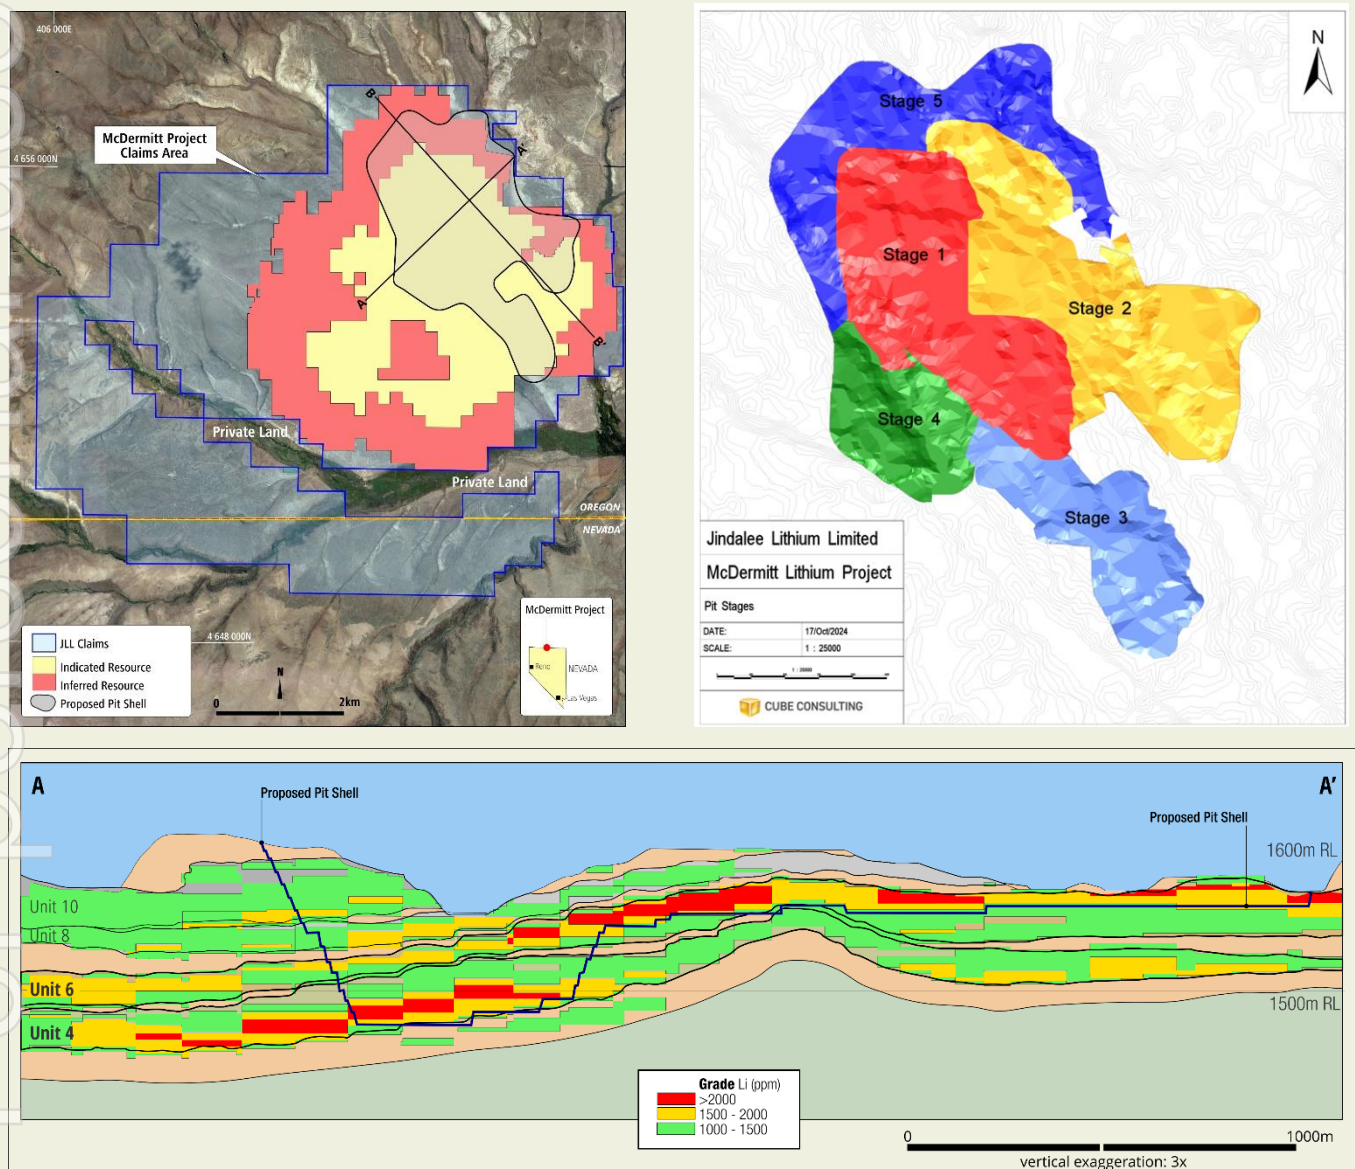 406 000E
McDermitt Project
Claims Area
4 656 000N
B
A'
A
B'
Private Land
Private Land
OREGON
NEVADA
4 648 000N
JLL Claims
Indicated Resource
Inferred Resource
Proposed Pit Shell
N
0 2km
McDermitt Project
Reno
NEVADA
Las Vegas
N
Stage 5
Stage 1
Stage 2
Stage 4
Stage 3
Jindalee Lithium Limited
McDermitt Lithium Project
Pit Stages
DATE: 17/Oct/2024
SCALE: 1 : 25000
1 : 25000
CUBE CONSULTING
A
A'
Proposed Pit Shell
Proposed Pit Shell
1600m RL
Unit 10
Unit 8
Unit 6
Unit 4
1500m RL
Grade Li (ppm)
>2000
1500 - 2000
1000 - 1500
0 1000m
vertical exaggeration: 3x